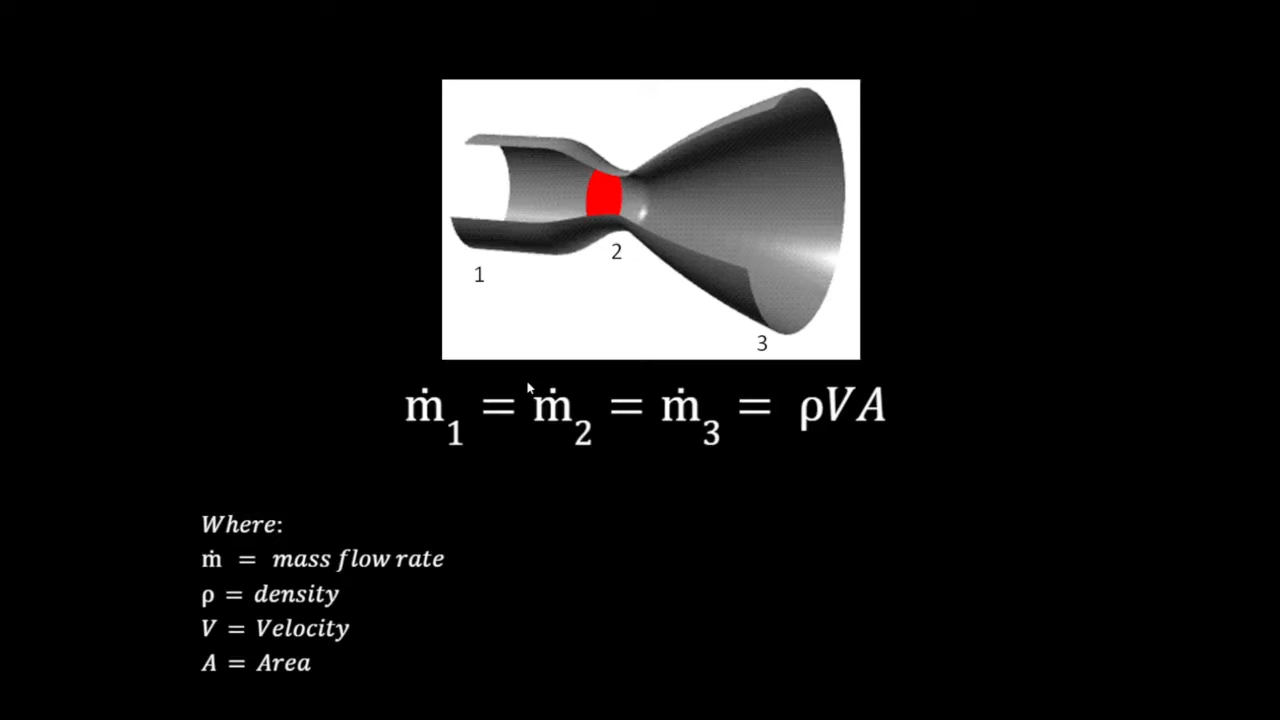 1
2
3
ṁ₁ = ṁ₂ = ṁ₃ = ρVA
Where:
ṁ = mass flow rate
ρ = density
V = Velocity
A = Area